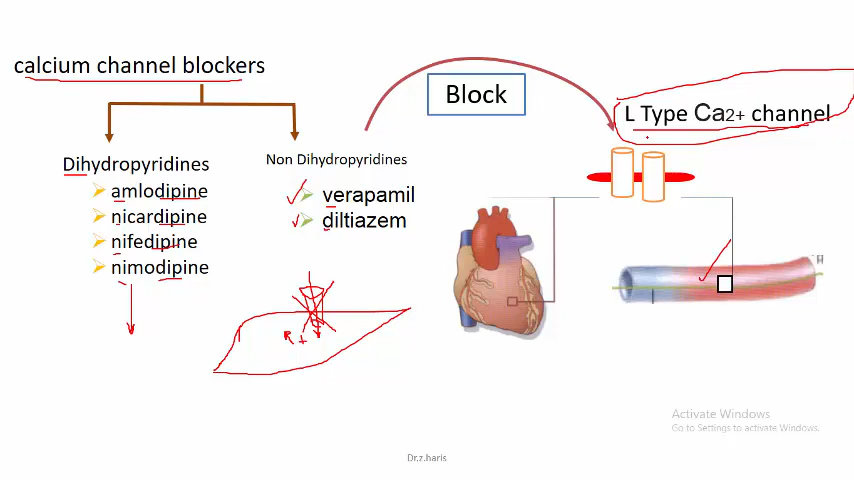 calcium channel blockers
Block
L Type Ca2+ channel
Dihydropyridines
amlodipine
nicardipine
nifedipine
nimodipine
Non Dihydropyridines
verapamil
diltiazem
Activate Windows
Go to Settings to activate Windows.
Dr.z.haris